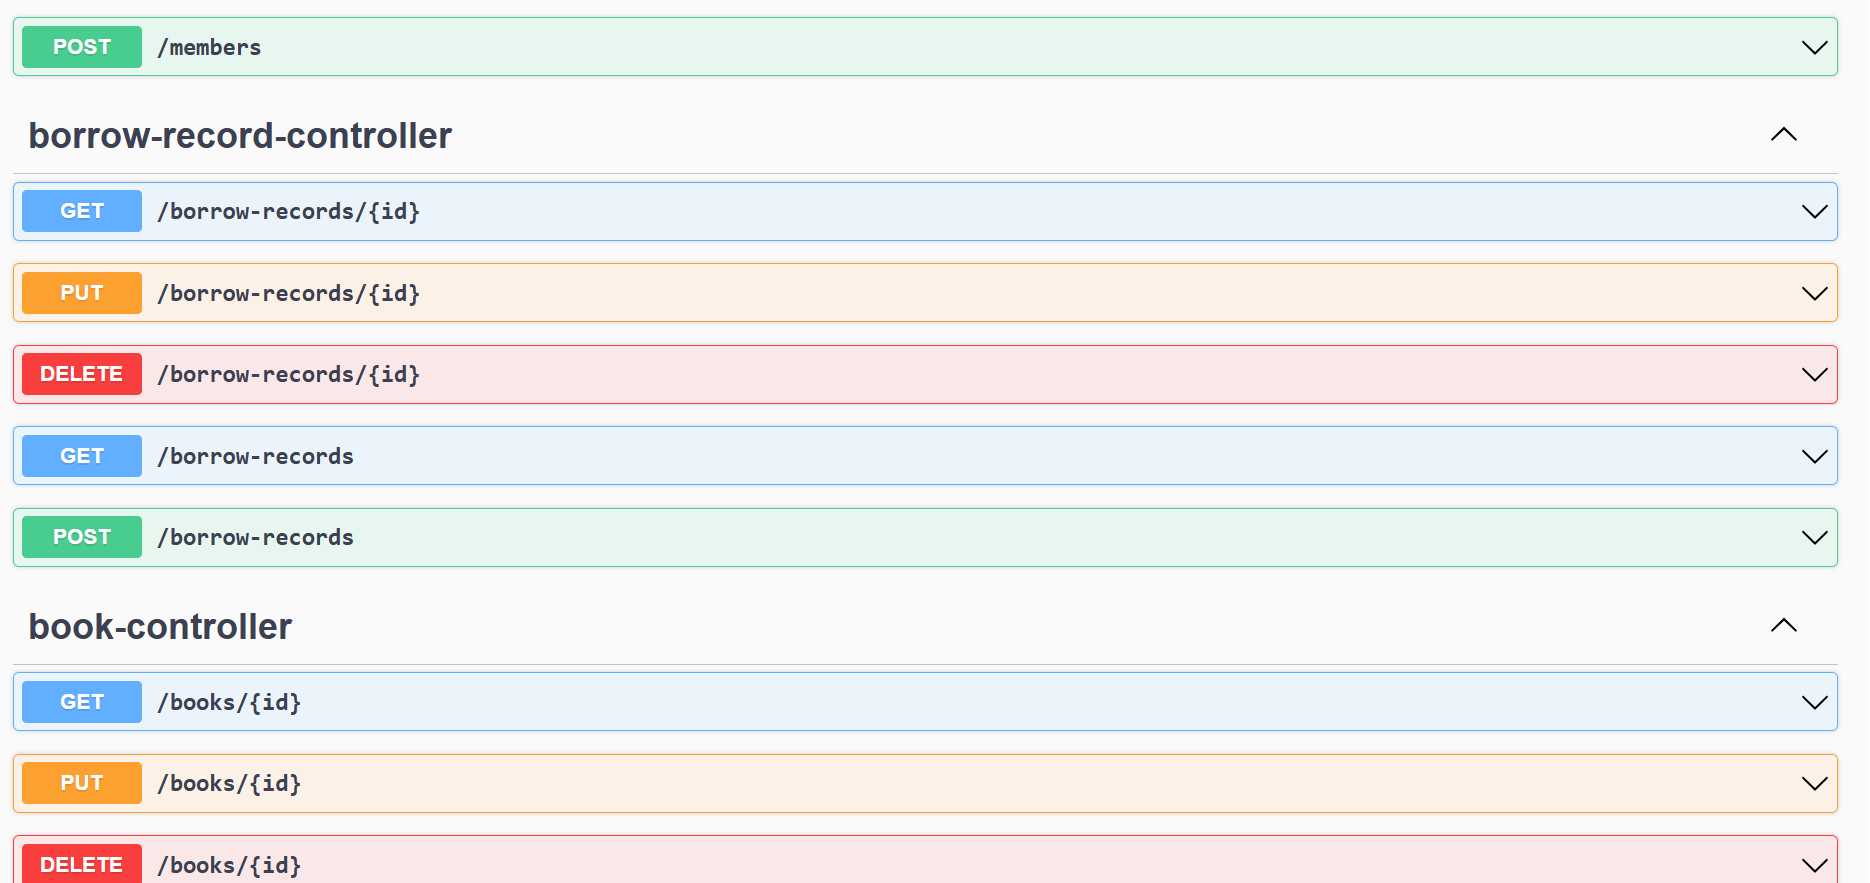 POST /members
borrow-record-controller
GET /borrow-records/{id}
PUT /borrow-records/{id}
DELETE /borrow-records/{id}
GET /borrow-records
POST /borrow-records
book-controller
GET /books/{id}
PUT /books/{id}
DELETE /books/{id}